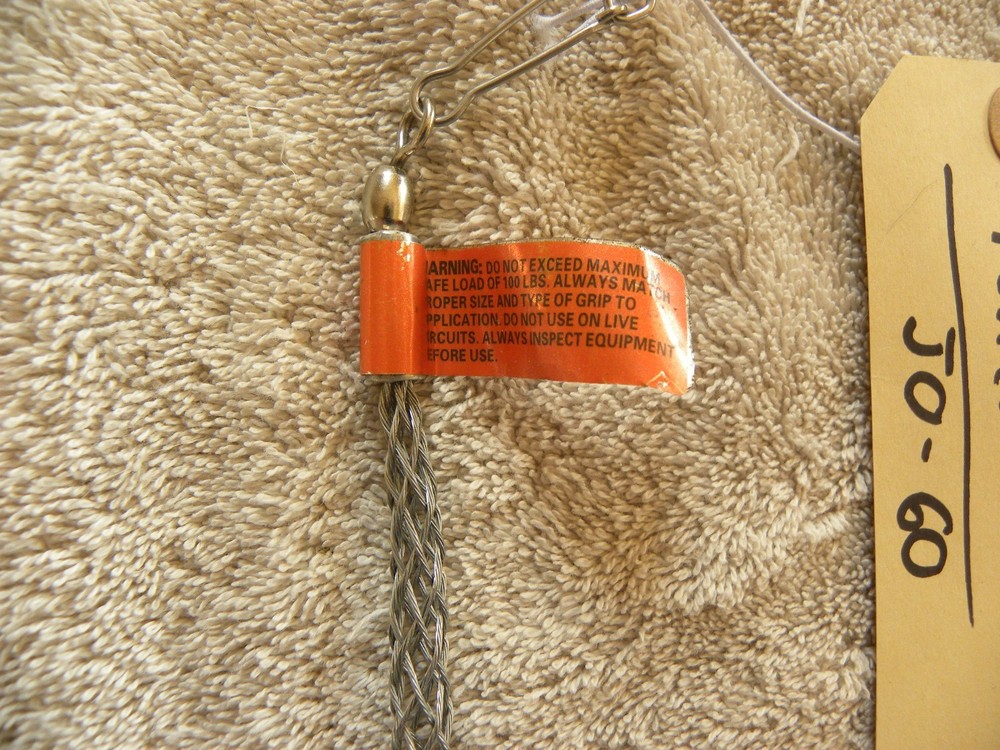 ARNING: DO NOT EXCEED MAXIMUM
AFE LOAD OF 100 LBS. ALWAYS MATCH
ROPER SIZE AND TYPE OF GRIP TO
PPLICATION. DO NOT USE ON LIVE
RCUITS. ALWAYS INSPECT EQUIPMENT
EFORE USE.
JO-60